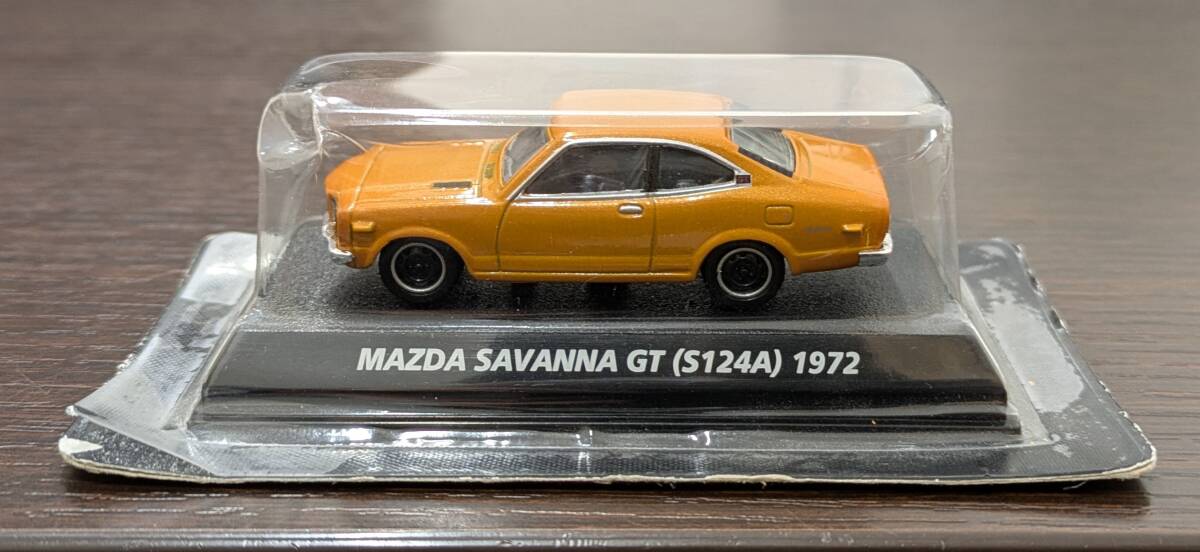 MAZDA SAVANNA GT (S124A) 1972